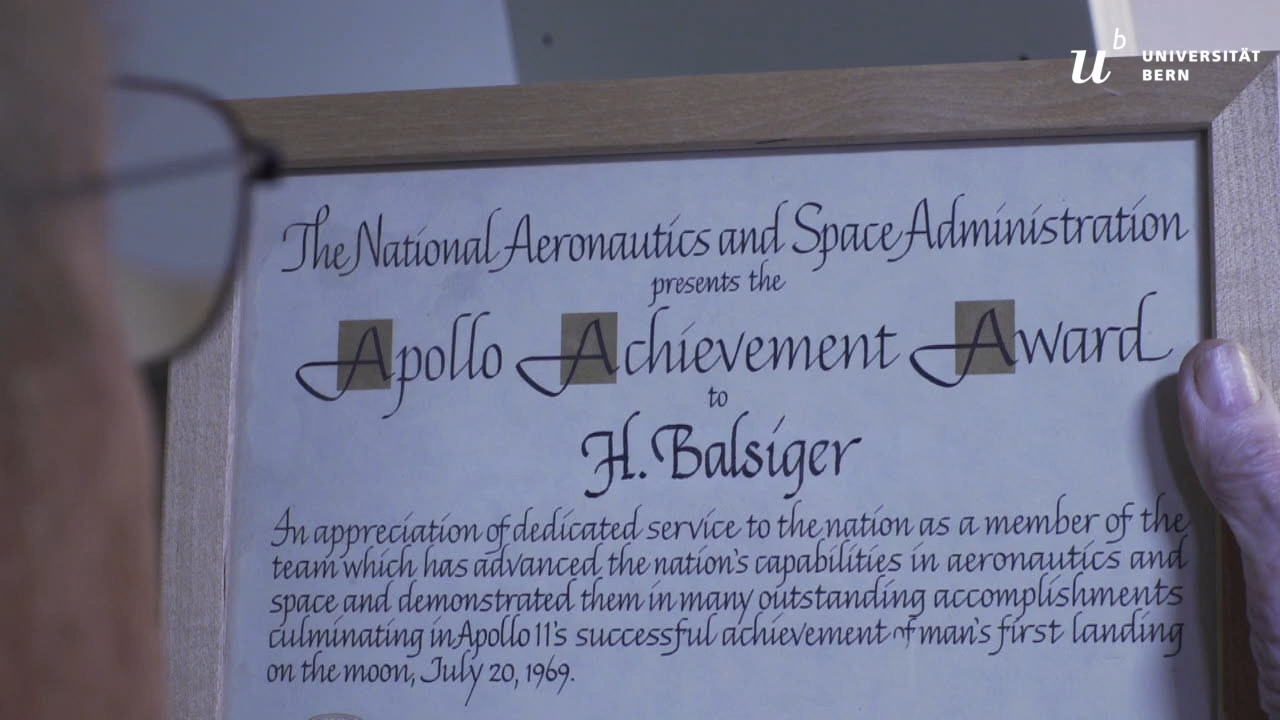 u^b UNIVERSITÄT
BERN
The National Aeronautics and Space Administration
presents the
Apollo Achievement Award
to
H. Balsiger
In appreciation of dedicated service to the nation as a member of the
team which has advanced the nation's capabilities in aeronautics and
space and demonstrated them in many outstanding accomplishments
culminating in Apollo 11's successful achievement of man's first landing
on the moon, July 20, 1969.